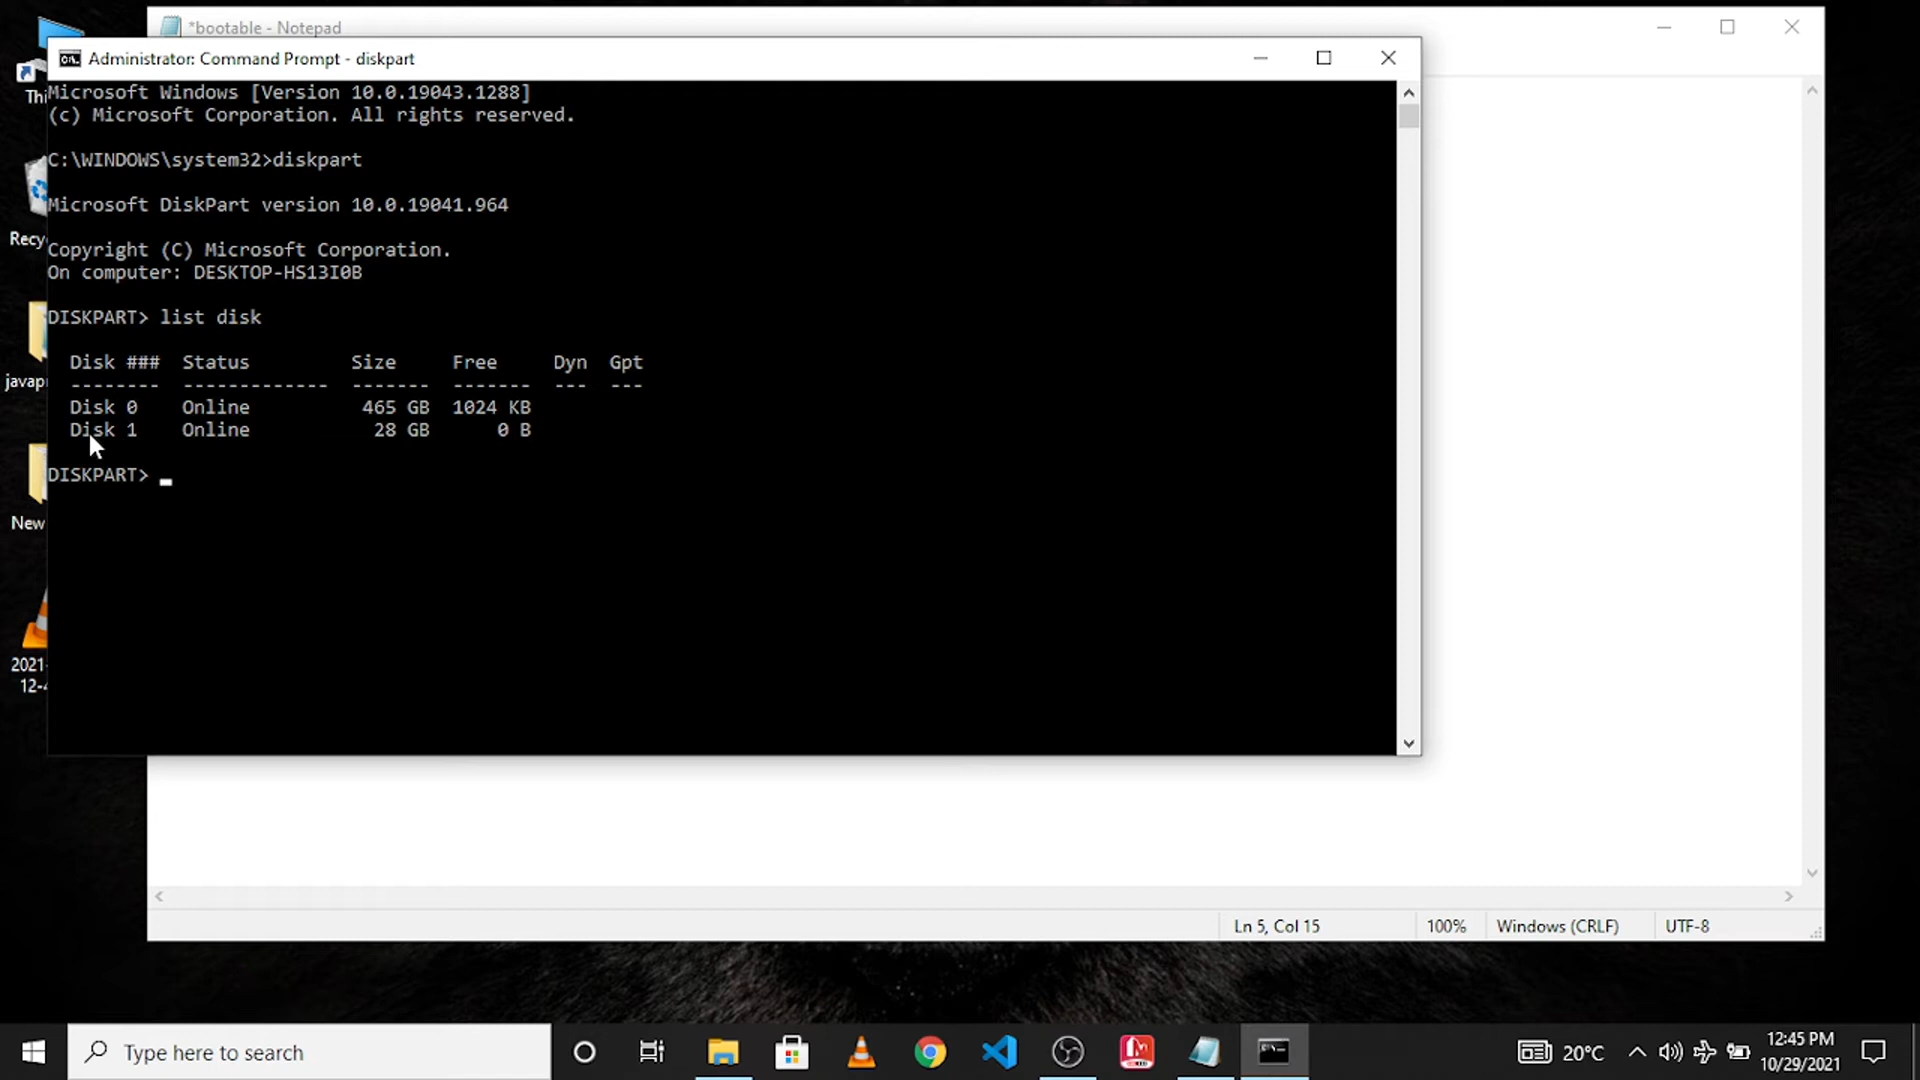 *bootable - Notepad
Administrator: Command Prompt - diskpart
Microsoft Windows [Version 10.0.19043.1288]
(c) Microsoft Corporation. All rights reserved.
C:\WINDOWS\system32>diskpart
Microsoft DiskPart version 10.0.19041.964
Copyright (C) Microsoft Corporation.
On computer: DESKTOP-HS13I0B
DISKPART> list disk
Disk ### Status Size Free Dyn Gpt
-------- ------------- ------- ------- --- ---
Disk 0 Online 465 GB 1024 KB
Disk 1 Online 28 GB 0 B
DISKPART>
Thi
Recy
javap
New
2021-
12-4
Ln 5, Col 15 100% Windows (CRLF) UTF-8
Type here to search
20°C
12:45 PM
10/29/2021